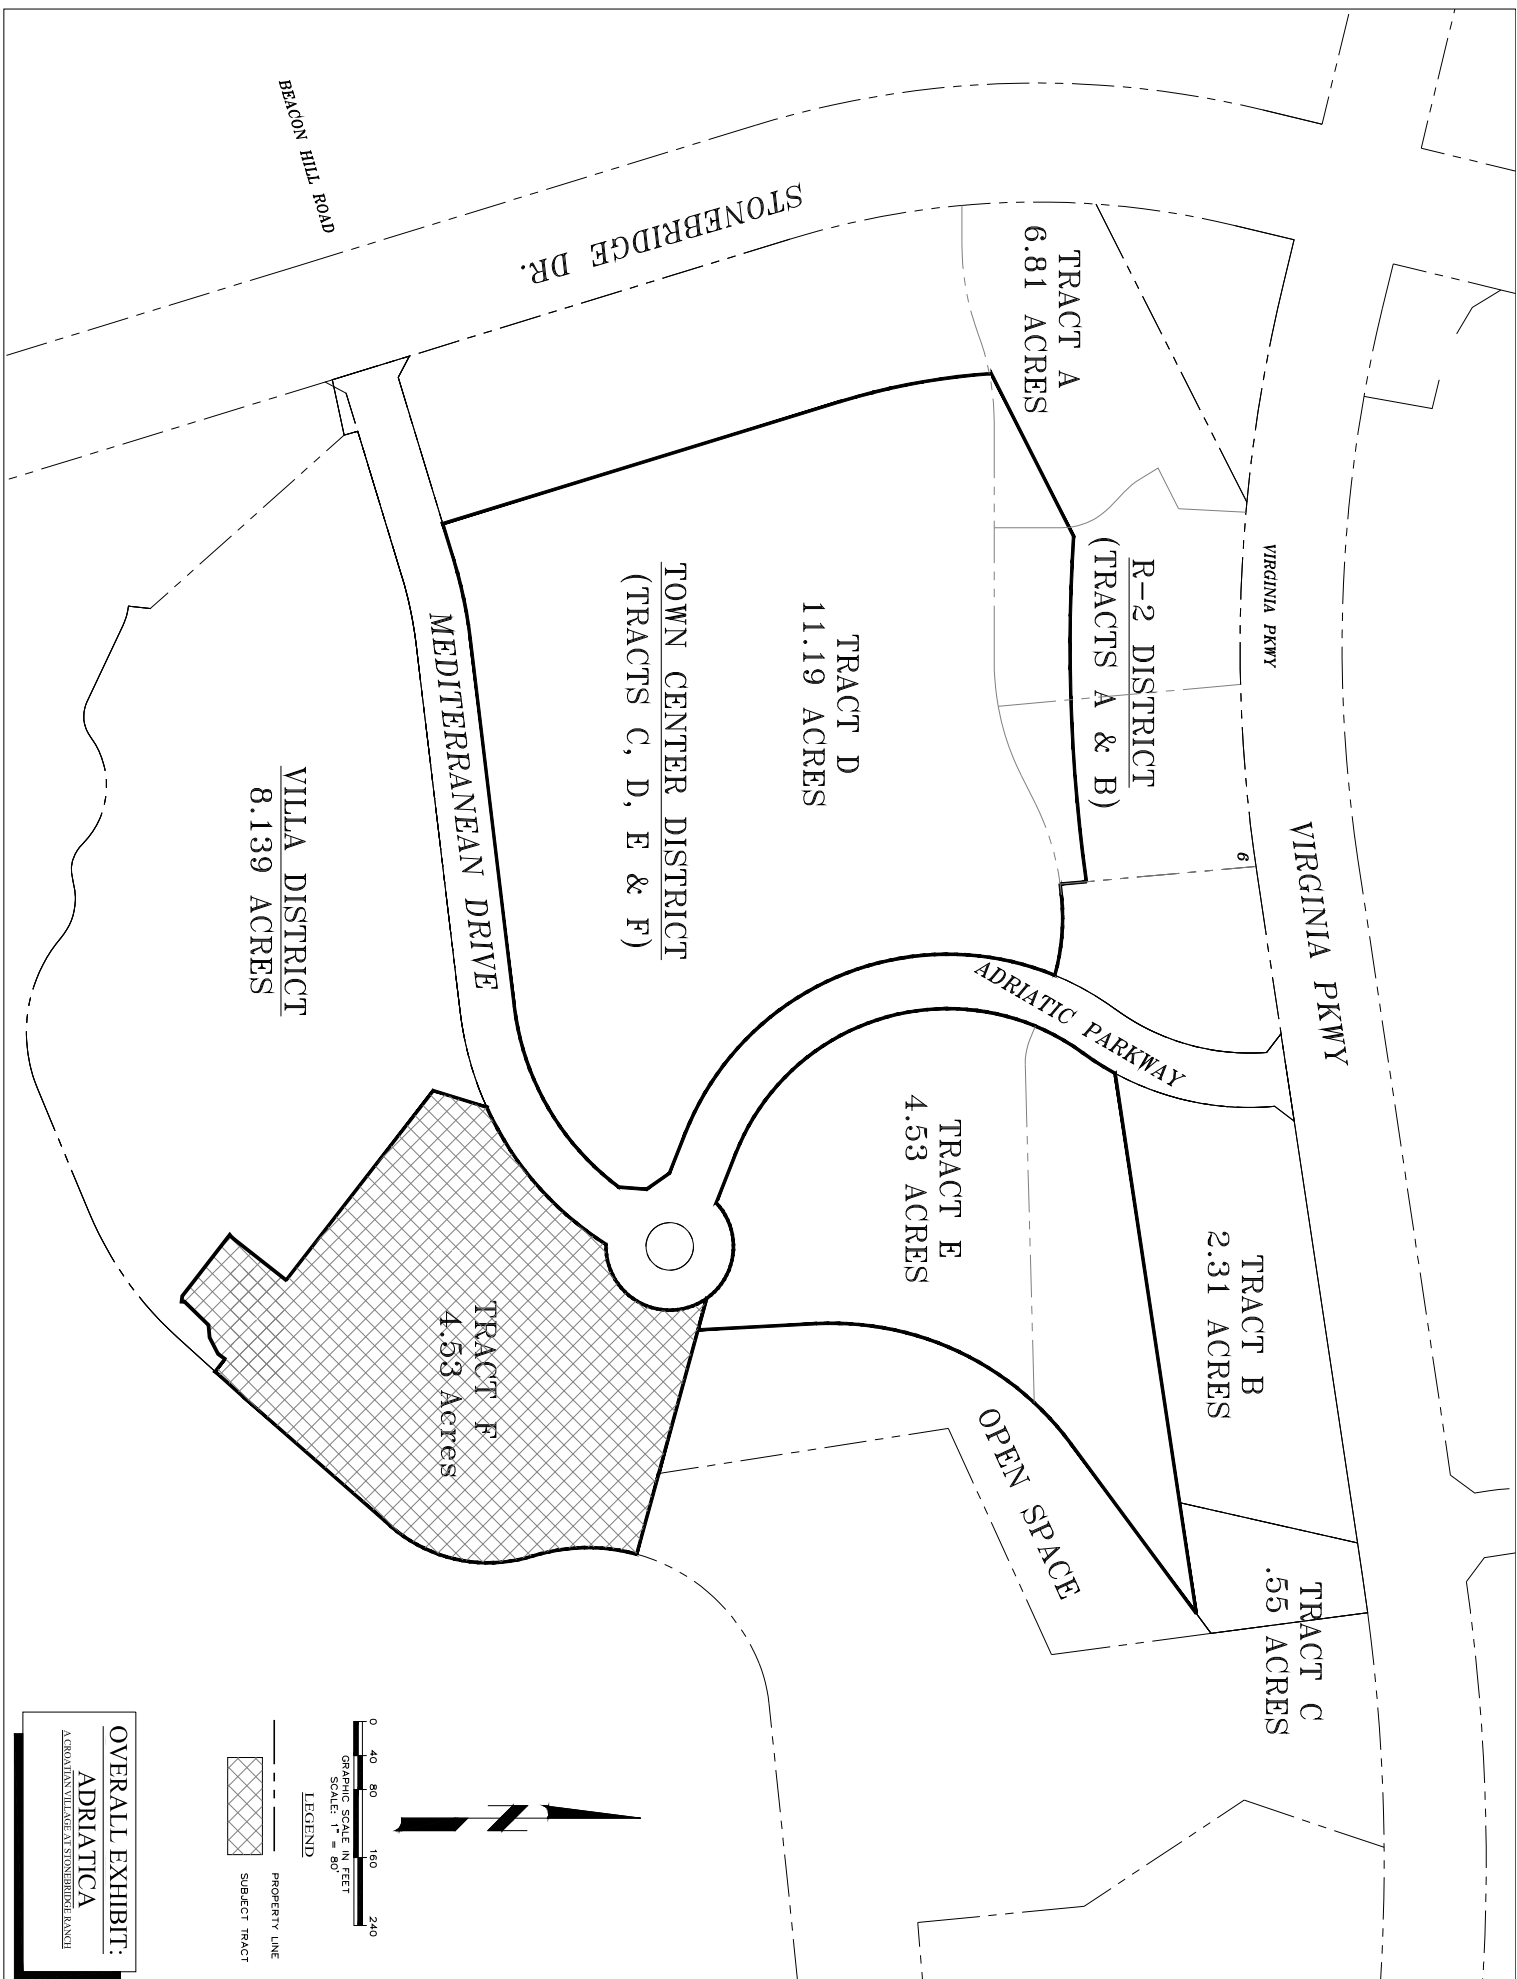 BEACON HILL ROAD
STONEBRIDGE DR.
TRACT A
6.81 ACRES
R-2 DISTRICT
(TRACTS A & B)
VIRGINIA PKWY
VIRGINIA PKWY
6
TRACT D
11.19 ACRES
TOWN CENTER DISTRICT
(TRACTS C, D, E & F)
MEDITERRANEAN DRIVE
VILLA DISTRICT
8.139 ACRES
ADRIATIC PARKWAY
TRACT E
4.53 ACRES
TRACT B
2.31 ACRES
TRACT F
4.53 Acres
OPEN SPACE
TRACT C
.55 ACRES
0 40 80 160 240
GRAPHIC SCALE IN FEET
SCALE: 1" = 80'
LEGEND
PROPERTY LINE
SUBJECT TRACT
OVERALL EXHIBIT:
ADRIATICA
A CROATIAN VILLAGE AT STONEBRIDGE RANCH